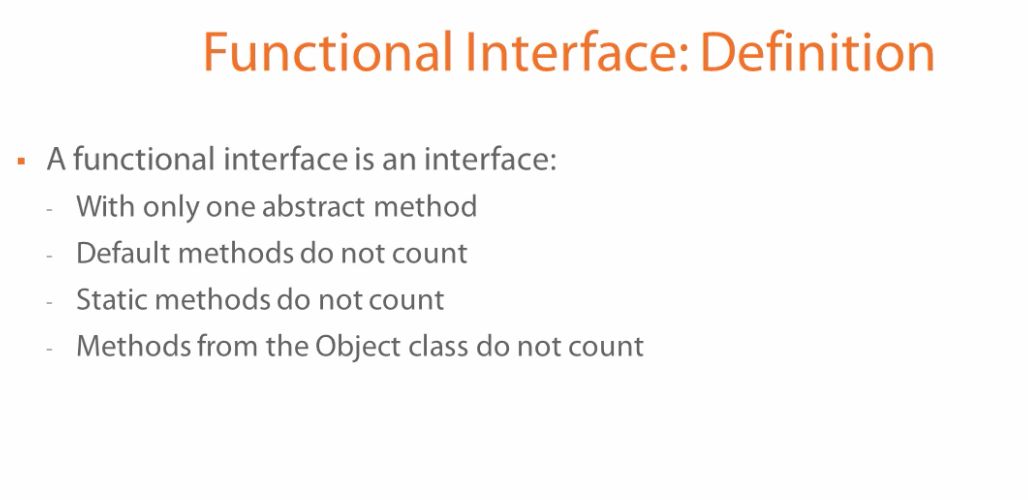 Functional Interface: Definition
▪ A functional interface is an interface:
- With only one abstract method
- Default methods do not count
- Static methods do not count
- Methods from the Object class do not count